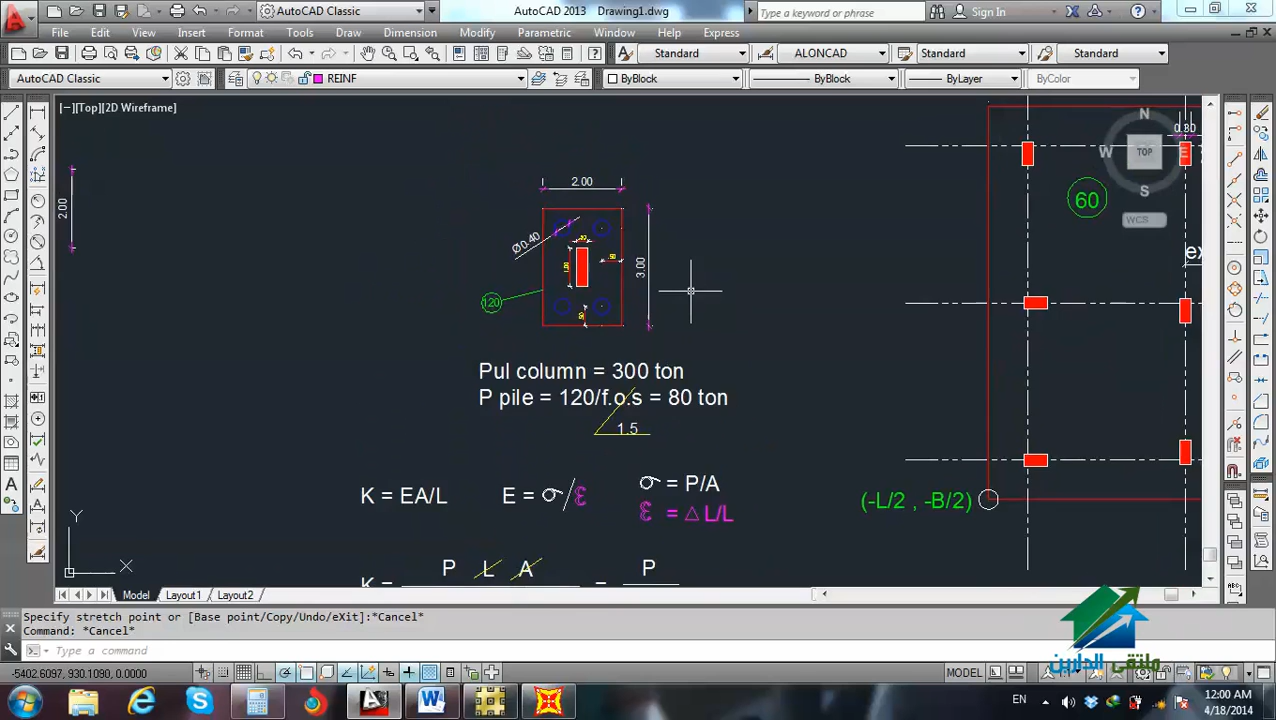 AutoCAD Classic
AutoCAD 2013 Drawing1.dwg
Type a keyword or phrase
Sign In
File Edit View Insert Format Tools Draw Dimension Modify Parametric Window Help Express
Standard ALONCAD Standard Standard
AutoCAD Classic REINF ByBlock ByBlock ByLayer ByColor
[−][Top][2D Wireframe]
N
W TOP E
S
WCS
0.30
60
2.00
2.00
Ø0.40
3.00
.50
120
Pul column = 300 ton
P pile = 120/f.o.s = 80 ton
1.5
K = EA/L E = σ/ε σ = P/A
ε = △ L/L
(-L/2 , -B/2)
P L A P
K = =
Y
X
Model Layout1 Layout2
Specify stretch point or [Base point/Copy/Undo/eXit]:*Cancel*
Command: *Cancel*
Type a command
-5402.6097, 930.1090, 0.0000
MODEL
ملتقى الدارين
EN
12:00 AM
4/18/2014